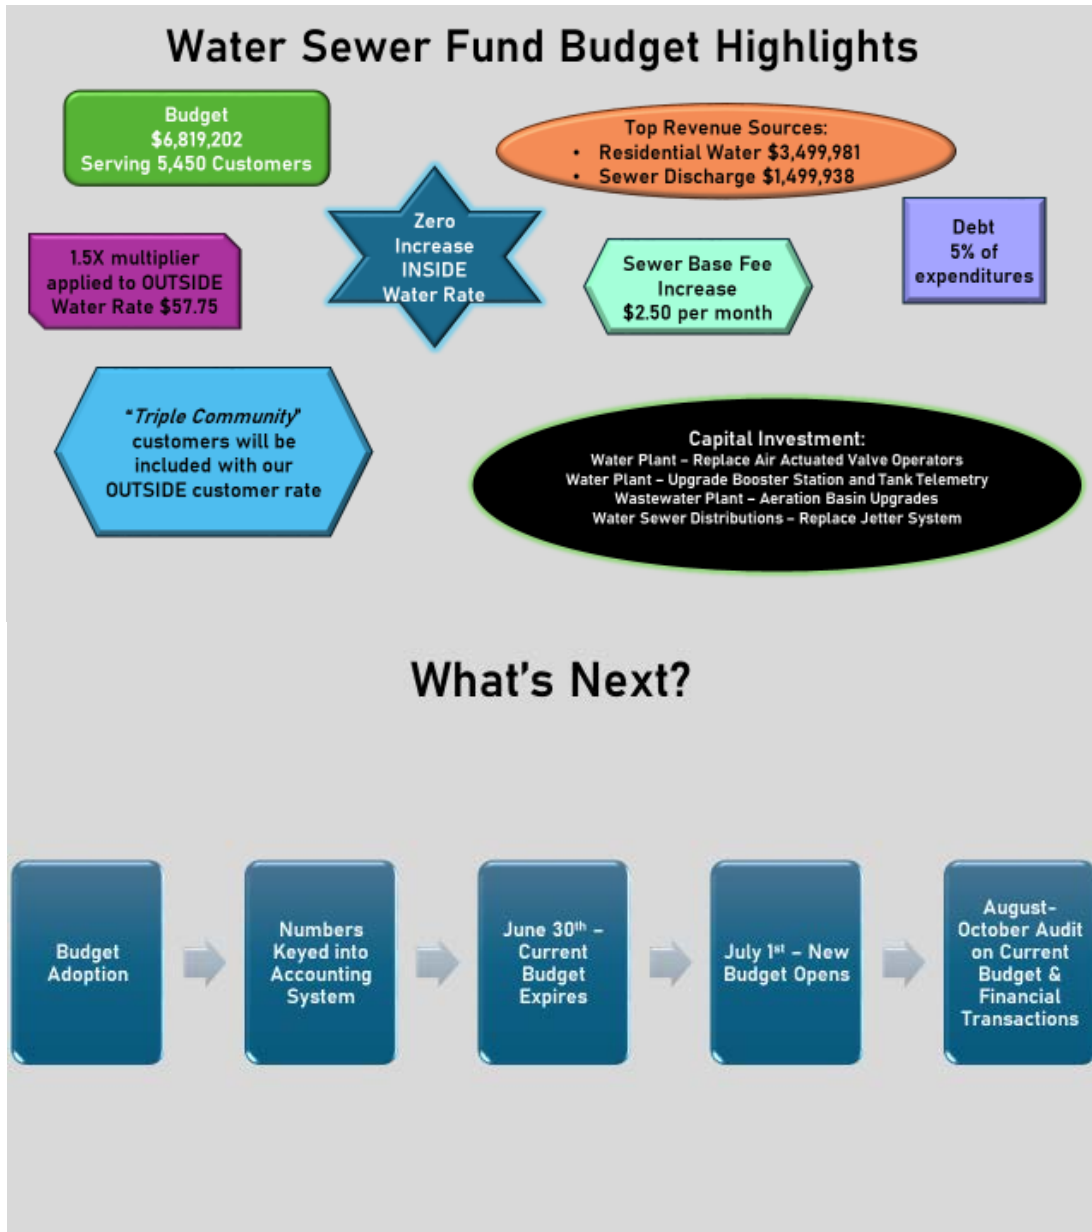 Water Sewer Fund Budget Highlights
Budget
$6,819,202
Serving 5,450 Customers
Top Revenue Sources:
• Residential Water $3,499,981
• Sewer Discharge $1,499,938
Zero
Increase
INSIDE
Water Rate
1.5X multiplier
applied to OUTSIDE
Water Rate $57.75
Sewer Base Fee
Increase
$2.50 per month
Debt
5% of
expenditures
"Triple Community"
customers will be
included with our
OUTSIDE customer rate
Capital Investment:
Water Plant – Replace Air Actuated Valve Operators
Water Plant – Upgrade Booster Station and Tank Telemetry
Wastewater Plant – Aeration Basin Upgrades
Water Sewer Distributions – Replace Jetter System
What's Next?
Budget
Adoption
Numbers
Keyed into
Accounting
System
June 30th –
Current
Budget
Expires
July 1st – New
Budget Opens
August-
October Audit
on Current
Budget &
Financial
Transactions